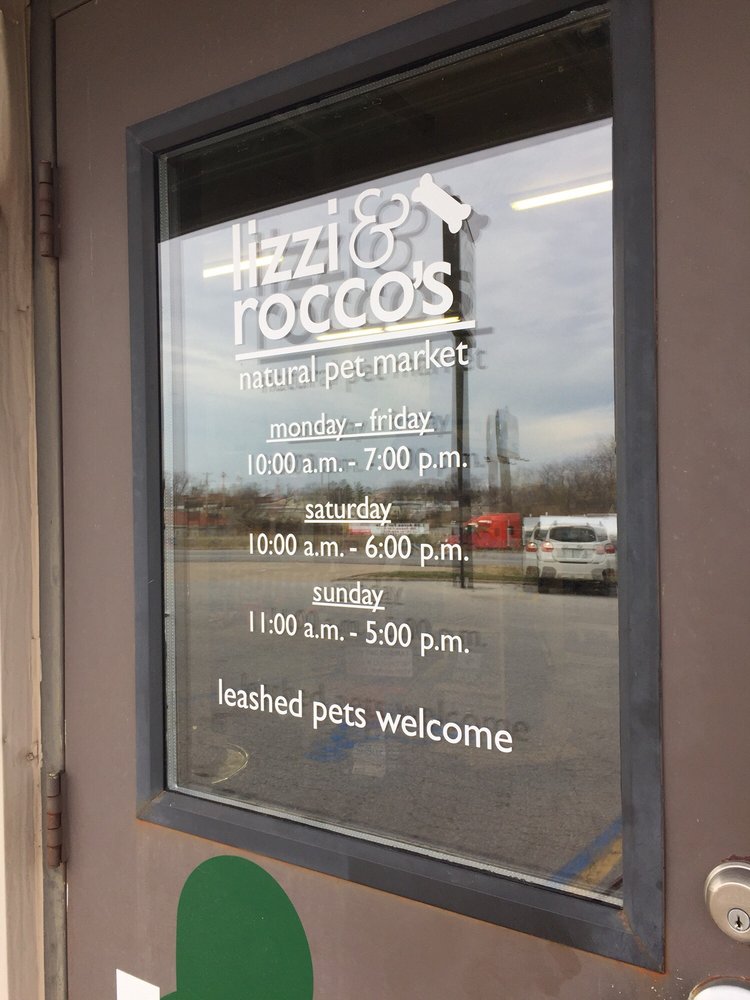 lizzi &
rocco's
natural pet market
monday - friday
10:00 a.m. - 7:00 p.m.
saturday
10:00 a.m. - 6:00 p.m.
sunday
11:00 a.m. - 5:00 p.m.
leashed pets welcome